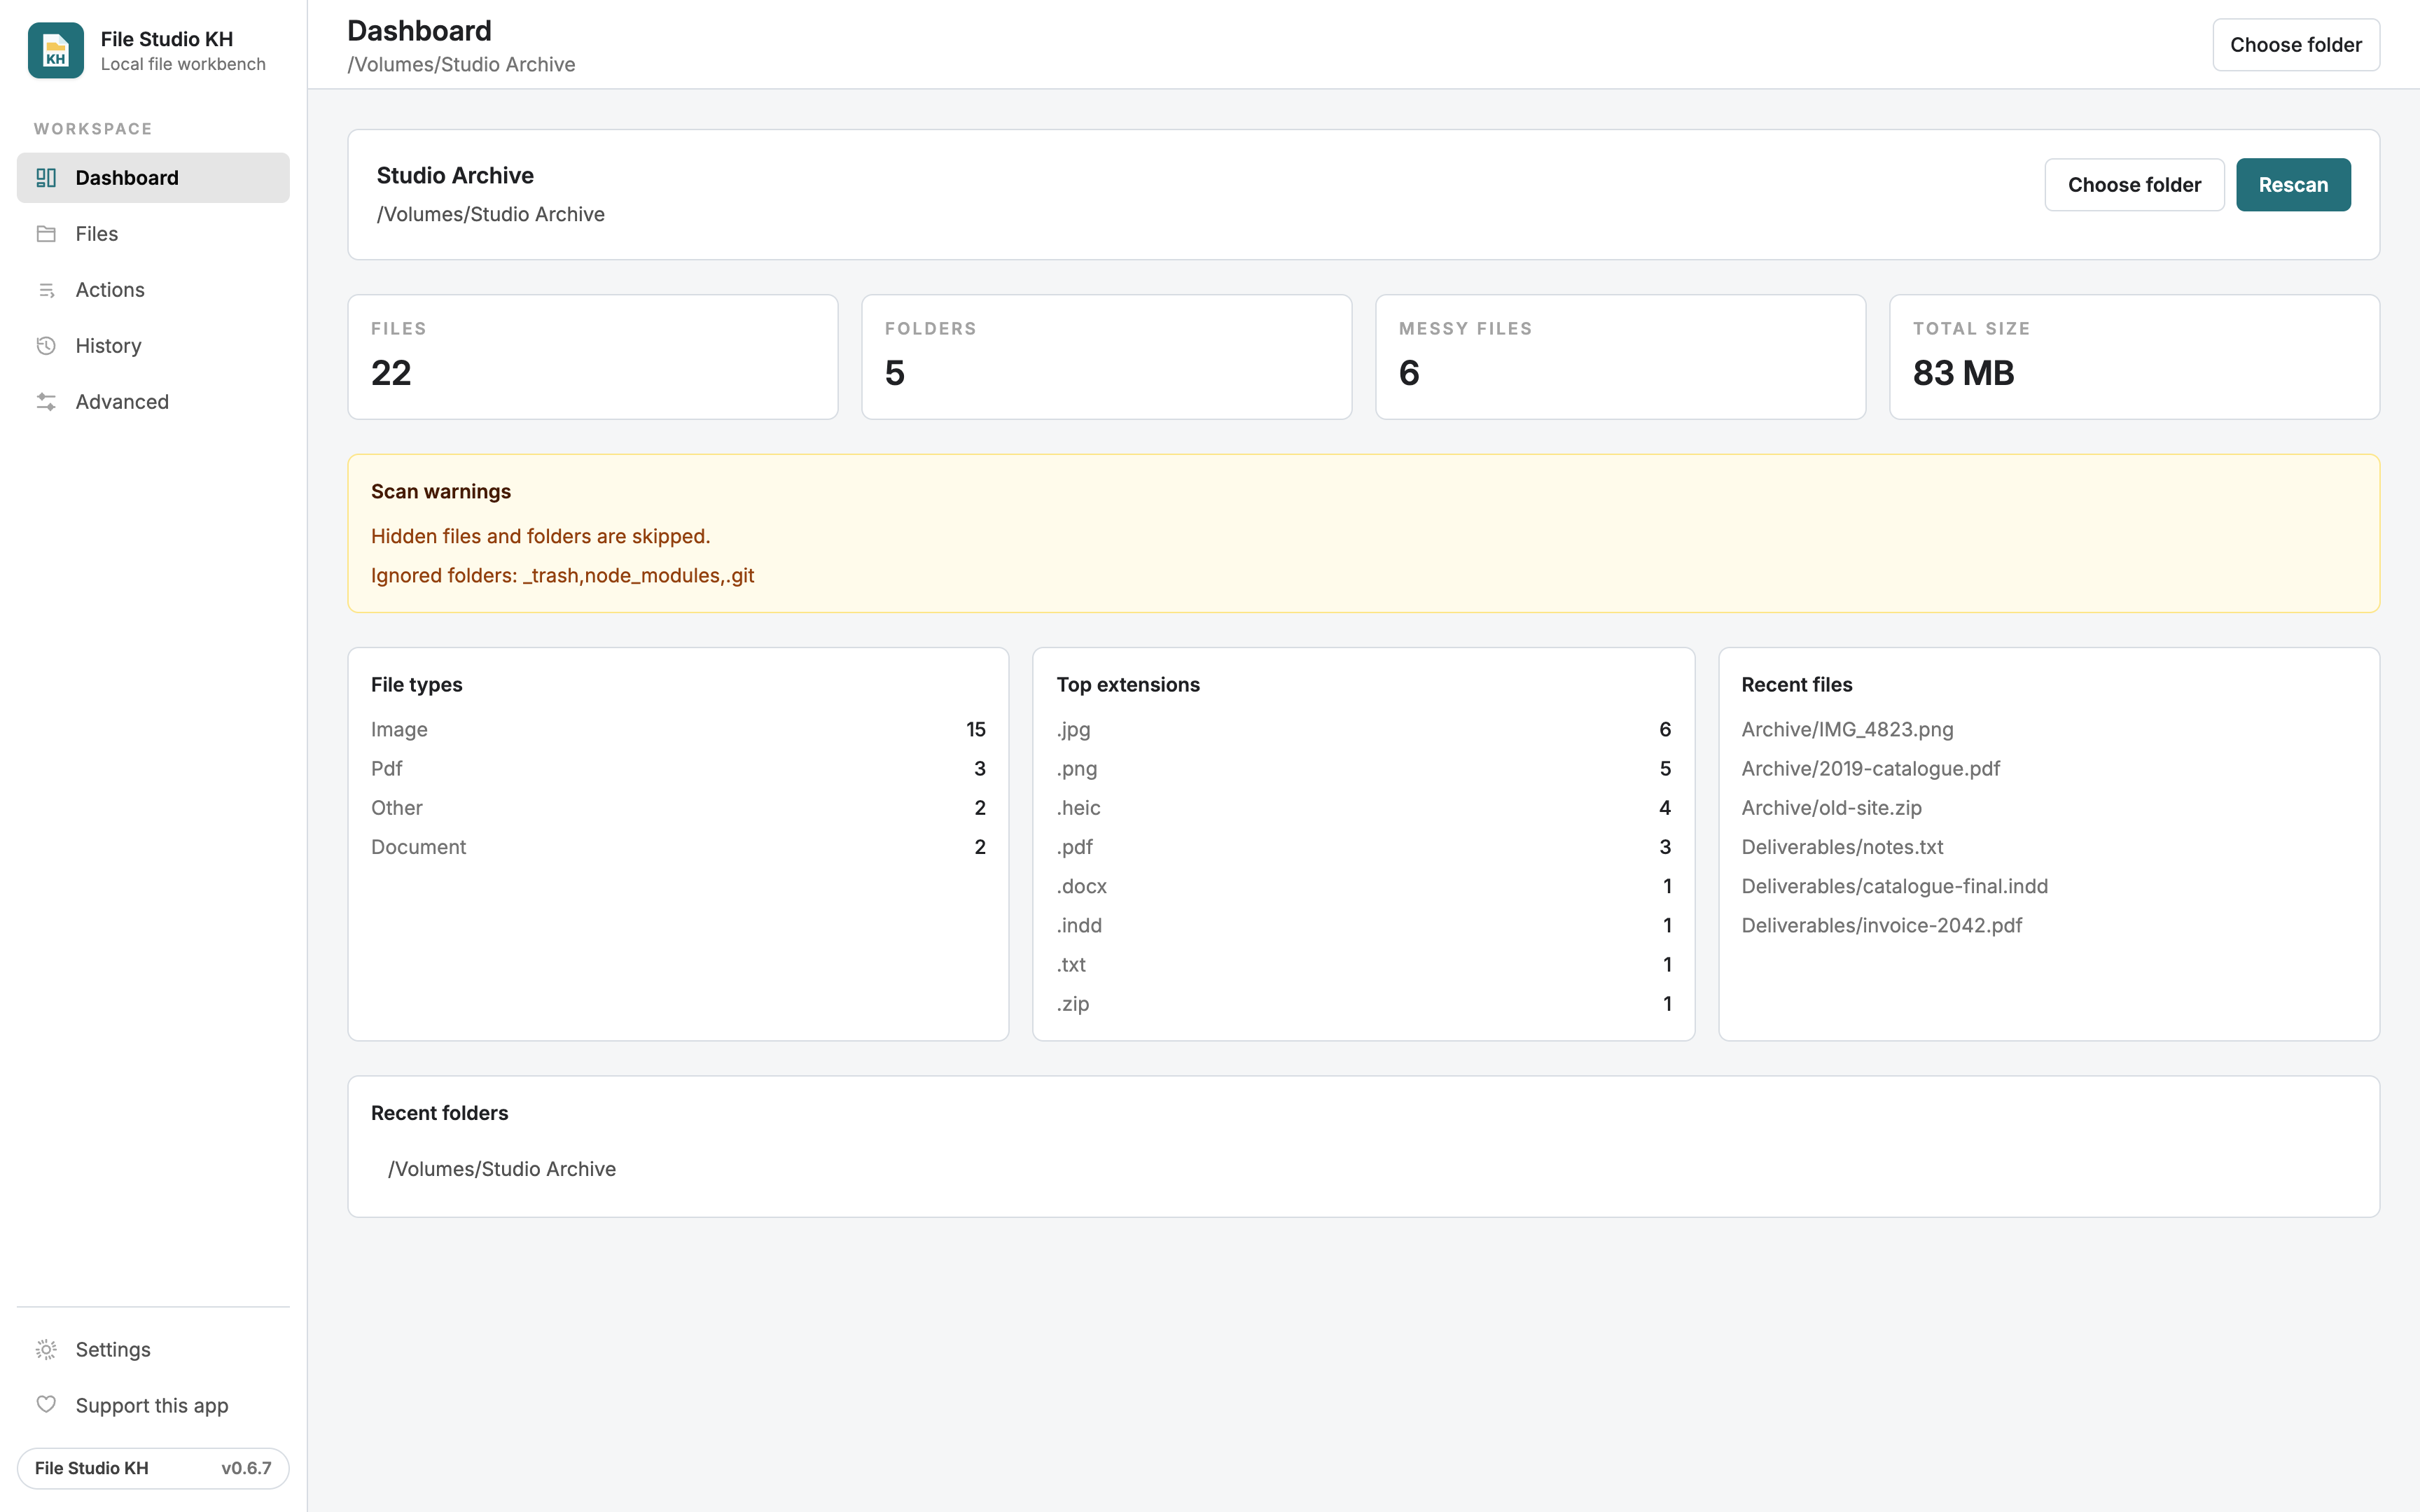 KH
File Studio KH
Local file workbench
WORKSPACE
Dashboard
Files
Actions
History
Advanced
Settings
Support this app
File Studio KH v0.6.7
Dashboard
/Volumes/Studio Archive
Choose folder
Studio Archive
/Volumes/Studio Archive
Choose folder
Rescan
FILES
22
FOLDERS
5
MESSY FILES
6
TOTAL SIZE
83 MB
Scan warnings
Hidden files and folders are skipped.
Ignored folders: _trash,node_modules,.git
File types
Image 15
Pdf 3
Other 2
Document 2
Top extensions
.jpg 6
.png 5
.heic 4
.pdf 3
.docx 1
.indd 1
.txt 1
.zip 1
Recent files
Archive/IMG_4823.png
Archive/2019-catalogue.pdf
Archive/old-site.zip
Deliverables/notes.txt
Deliverables/catalogue-final.indd
Deliverables/invoice-2042.pdf
Recent folders
/Volumes/Studio Archive